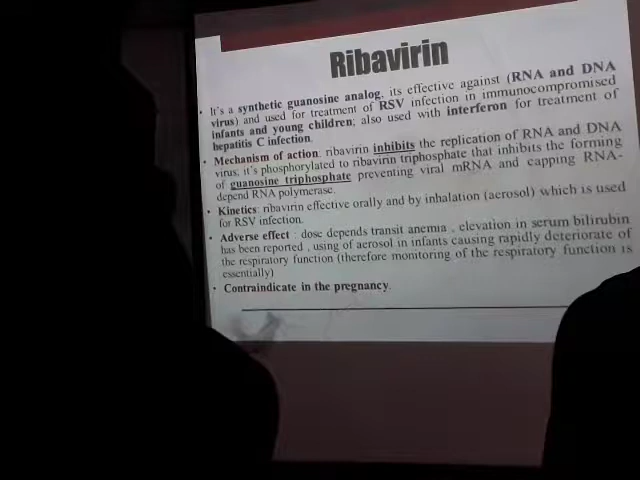 Ribavirin
• It's a synthetic guanosine analog, its effective against (RNA and DNA
virus) and used for treatment of RSV infection in immunocompromised
infants and young children; also used with interferon for treatment of
hepatitis C infection.
• Mechanism of action: ribavirin inhibits the replication of RNA and DNA
virus; it's phosphorylated to ribavirin triphosphate that inhibits the forming
of guanosine triphosphate preventing viral mRNA and capping RNA-
depend RNA polymerase.
• Kinetics: ribavirin effective orally and by inhalation (aerosol) which is used
for RSV infection.
• Adverse effect : dose depends transit anemia , elevation in serum bilirubin
has been reported , using of aerosol in infants causing rapidly deteriorate of
the respiratory function (therefore monitoring of the respiratory function is
essentially)
• Contraindicate in the pregnancy.